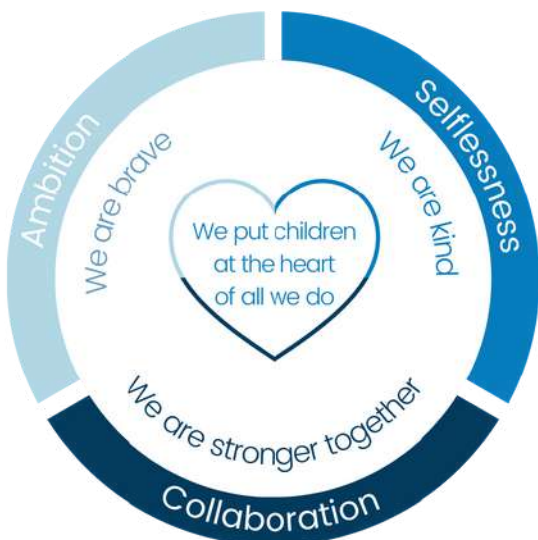 Ambition
We are brave
Selflessness
We are kind
We put children
at the heart
of all we do
We are stronger together
Collaboration